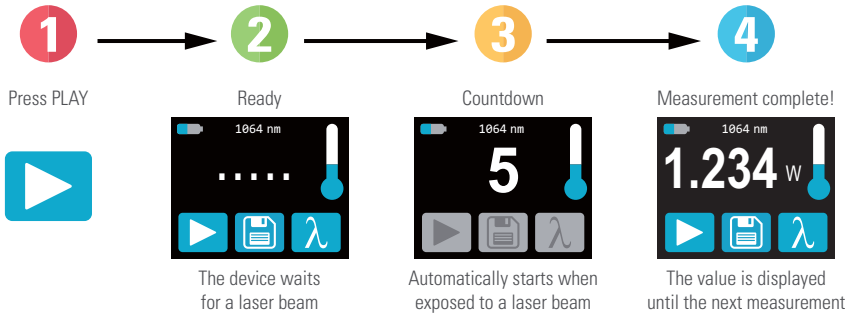 1
2
3
4
Press PLAY
Ready
Countdown
Measurement complete!
1064 nm
.....
λ
1064 nm
5
λ
1064 nm
1.234 W
λ
The device waits
for a laser beam
Automatically starts when
exposed to a laser beam
The value is displayed
until the next measurement